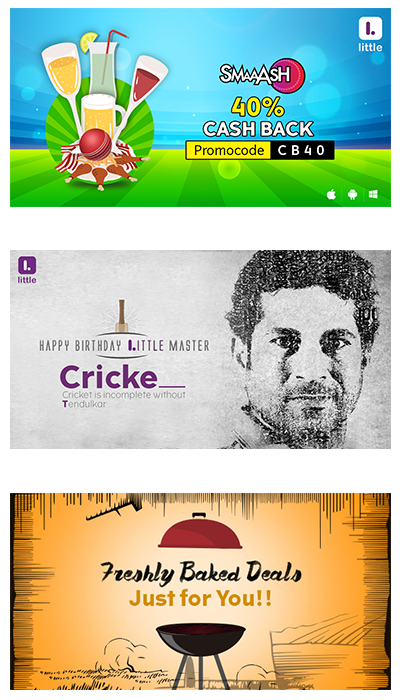 little
SMAAASH
40%
CASH BACK
Promocode CB40
little
HAPPY BIRTHDAY LITTLE MASTER
Cricke__
Cricket is incomplete without
Tendulkar
Freshly Baked Deals
Just for You!!